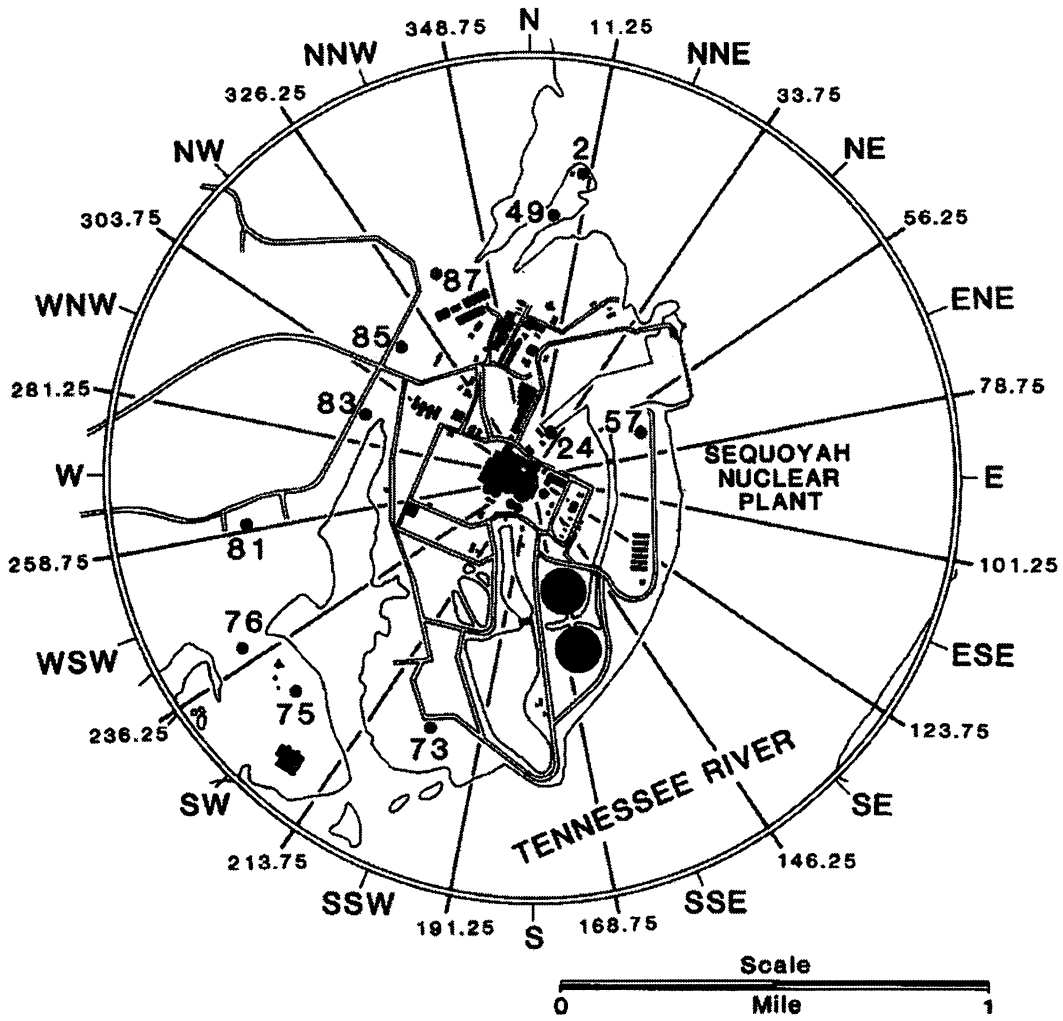 N
348.75
11.25
NNW
NNE
326.25
33.75
2
NW
NE
49
303.75
56.25
87
WNW
ENE
85
281.25
78.75
83
57
24
SEQUOYAH
NUCLEAR
PLANT
W
E
81
258.75
101.25
76
WSW
ESE
75
236.25
123.75
73
TENNESSEE RIVER
SW
SE
213.75
146.25
SSW
SSE
191.25
168.75
S
Scale
0
Mile
1